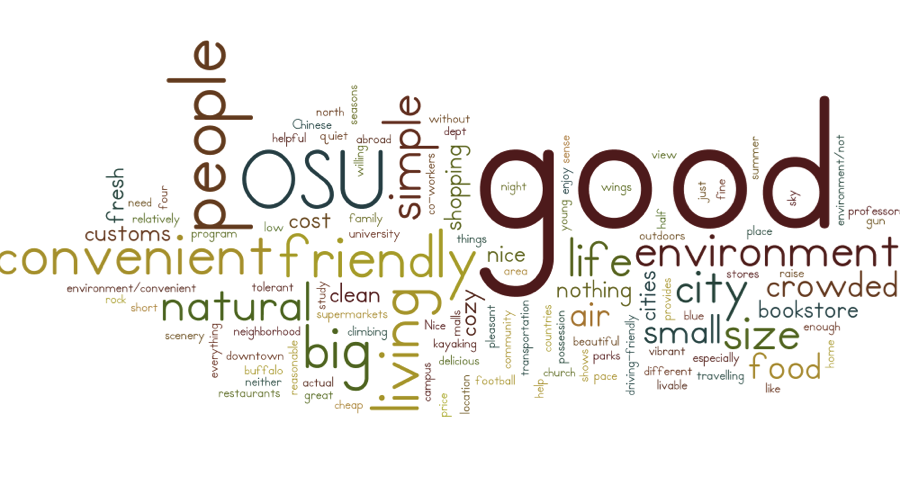 people
OSU
simple
good
north
Chinese
helpful
quiet
abroad
seasons
willing
without
dept
co-workers
shopping
fresh
need
four
relatively
customs
program
low
cost
family
university
convenient
friendly
things
nice
area
night
young
enjoy
sense
wings
view
half
just
fine
summer
sky
environment/not
professor
gun
outdoors
place
life
environment
environment/convenient
rock
short
natural
tolerant
study
clean
supermarkets
living
cozy
nothing
cities
provides
city
stores
raise
crowded
bookstore
scenery
everything
neighborhood
big
climbing
Nice
malls
kayaking
pleasant
community
transportation
countries
possession
air
blue
small
size
enough
home
downtown
buffalo
neither
restaurants
reasonable
actual
great
cheap
campus
price
delicious
location
football
help
church
shows
beautiful
parks
pace
driving-friendly
vibrant
especially
different
livable
travelling
food
like